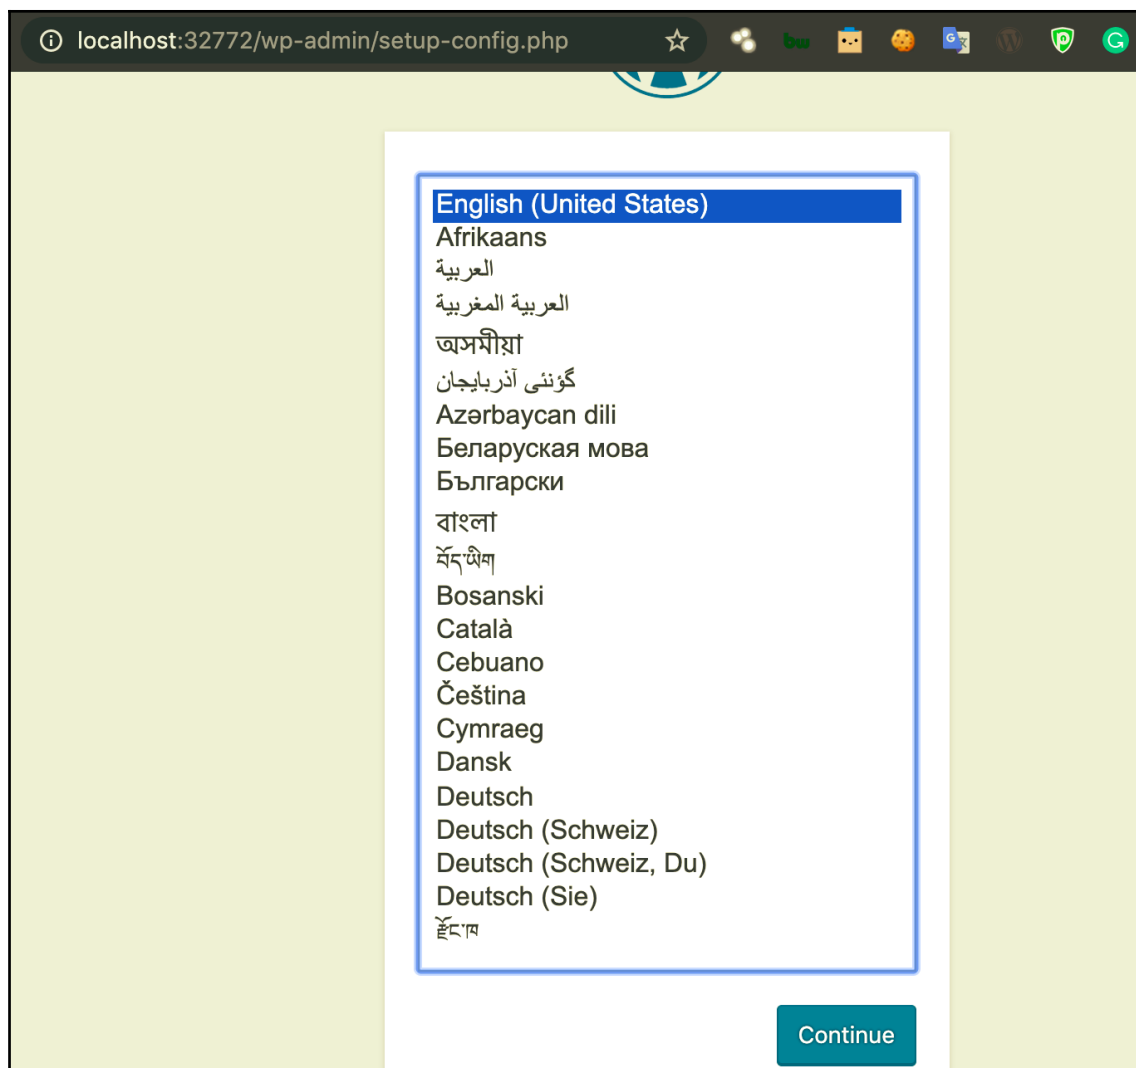 localhost:32772/wp-admin/setup-config.php
English (United States)
Afrikaans
العربية
العربية المغربية
অসমীয়া
گؤنئی آذربایجان
Azərbaycan dili
Беларуская мова
Български
বাংলা
བོད་ཡིག
Bosanski
Català
Cebuano
Čeština
Cymraeg
Dansk
Deutsch
Deutsch (Schweiz)
Deutsch (Schweiz, Du)
Deutsch (Sie)
རྫོང་ཁ
Continue